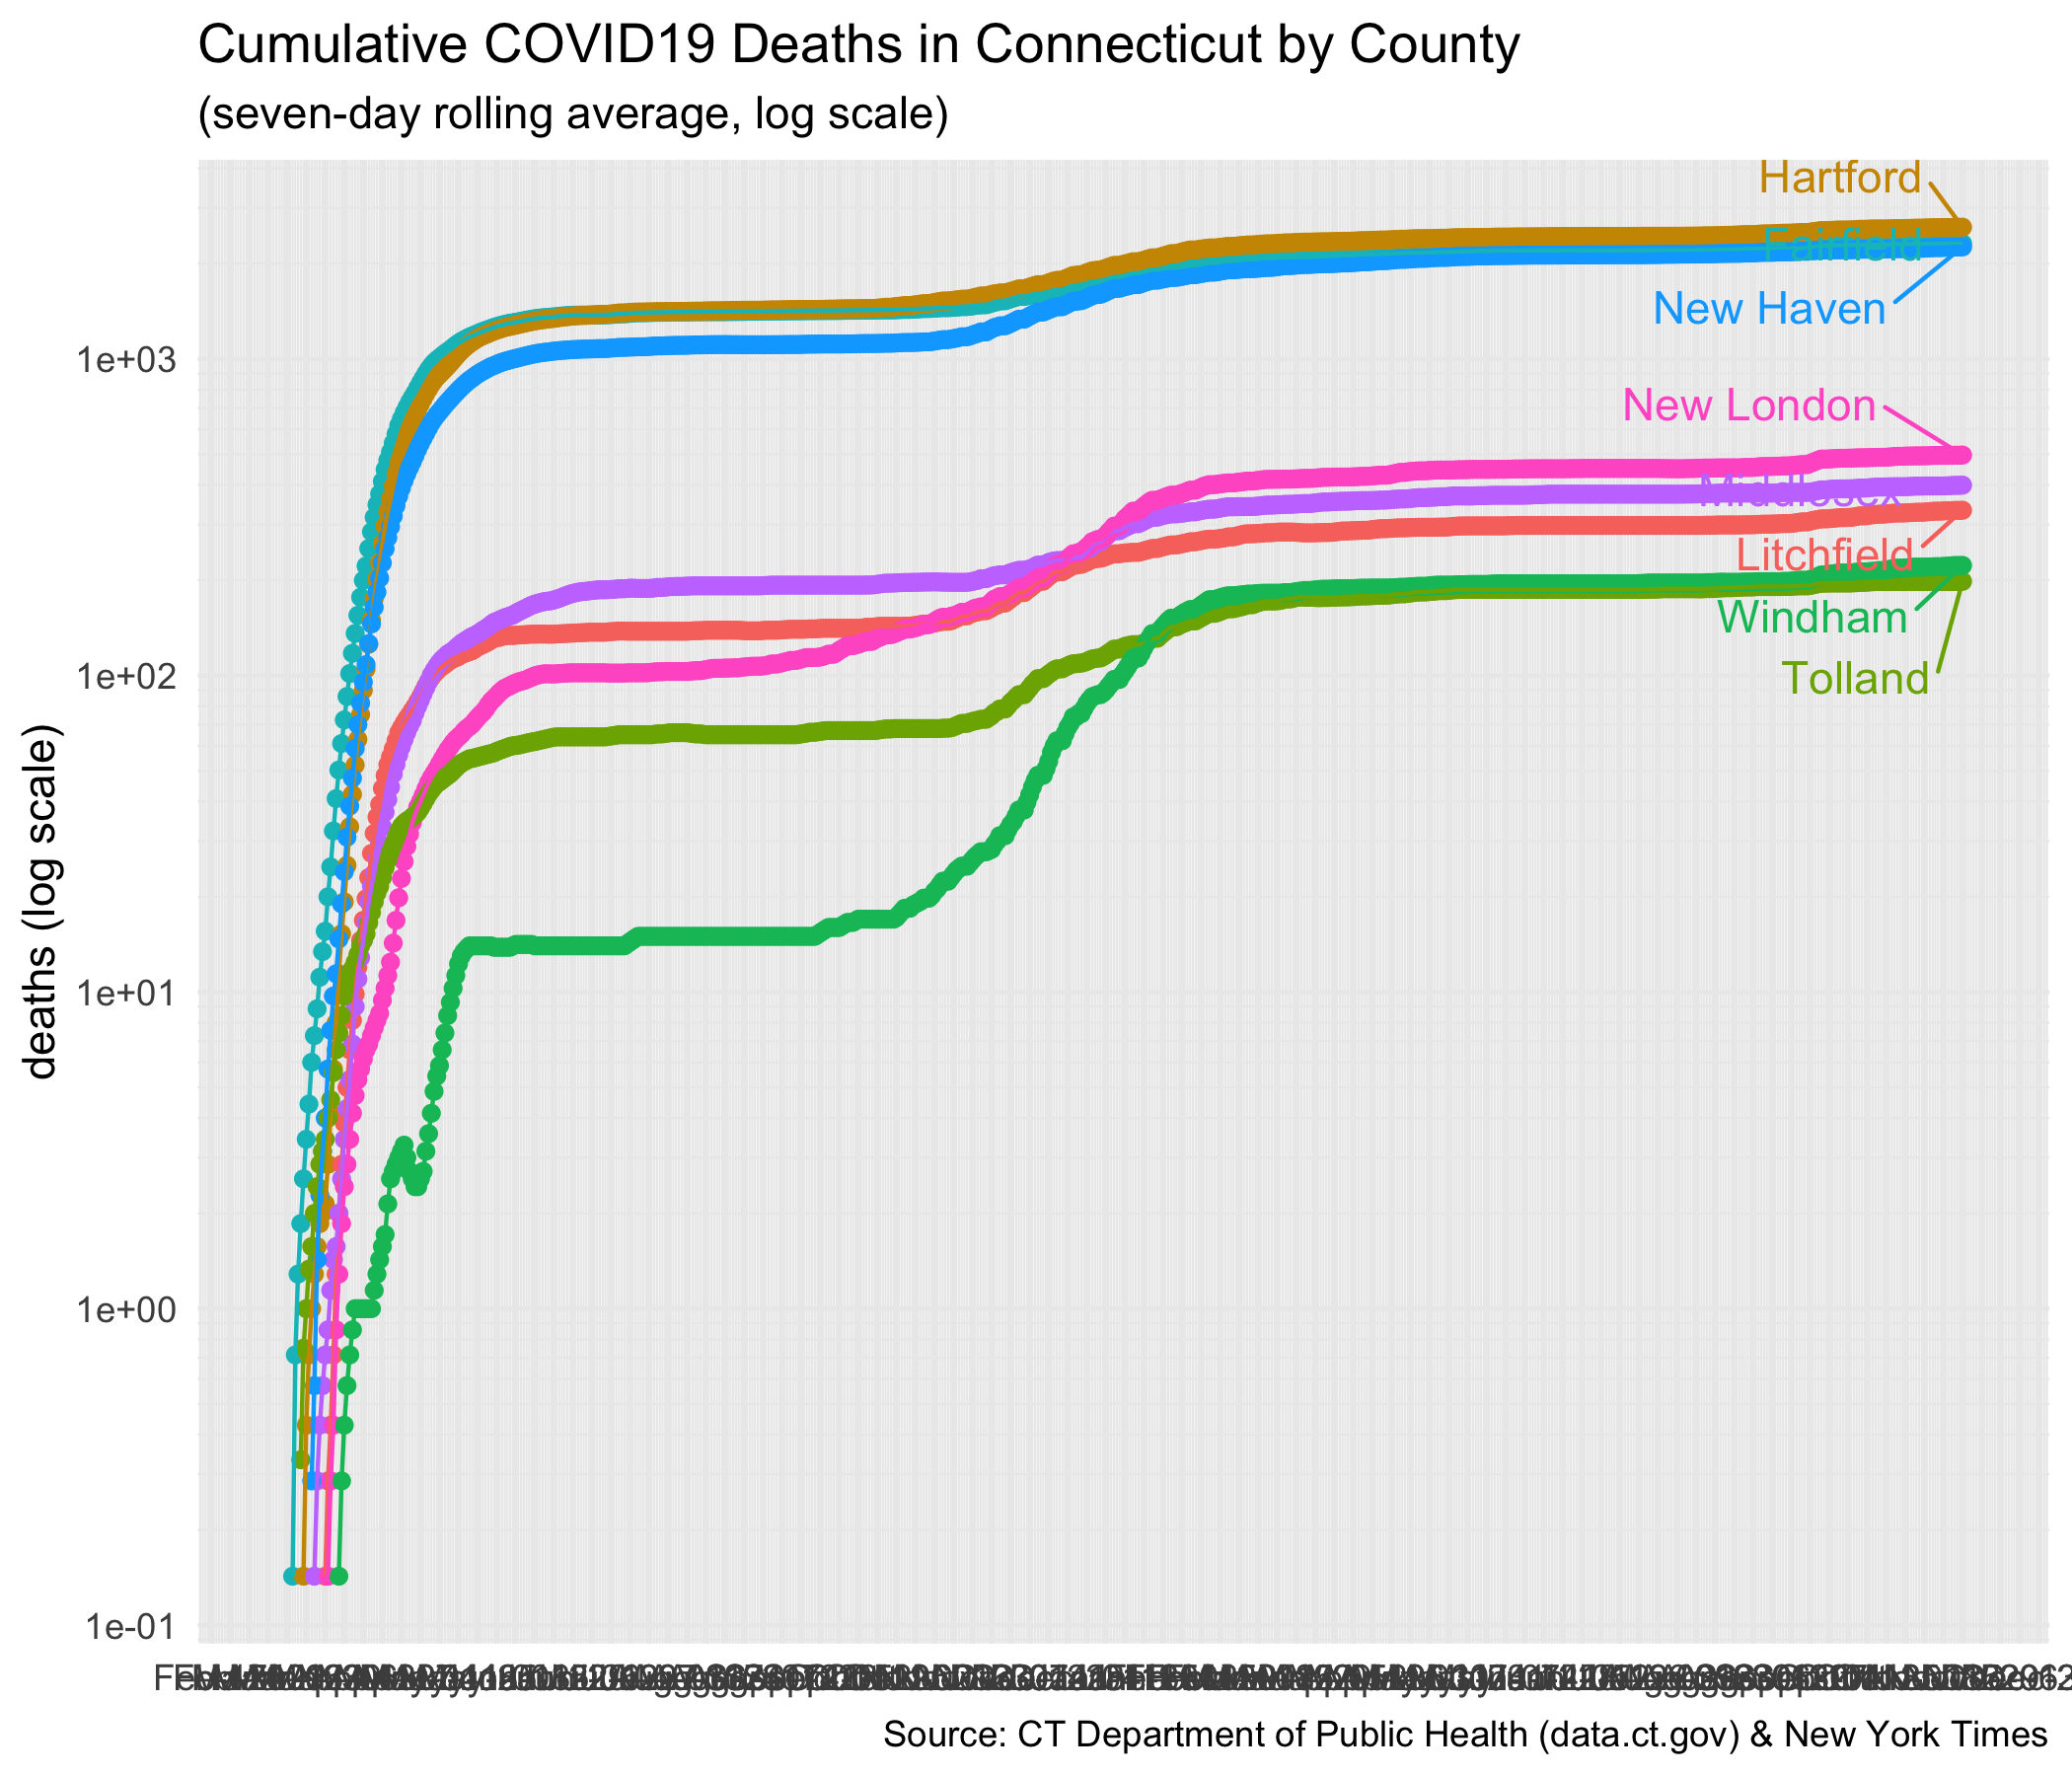 Cumulative COVID19 Deaths in Connecticut by County
(seven-day rolling average, log scale)
Hartford
Fairfield
New Haven
1e+03
New London
Middlesex
Litchfield
Windham
1e+02
Tolland
deaths (log scale)
1e+01
1e+00
1e-01
Source: CT Department of Public Health (data.ct.gov) & New York Times